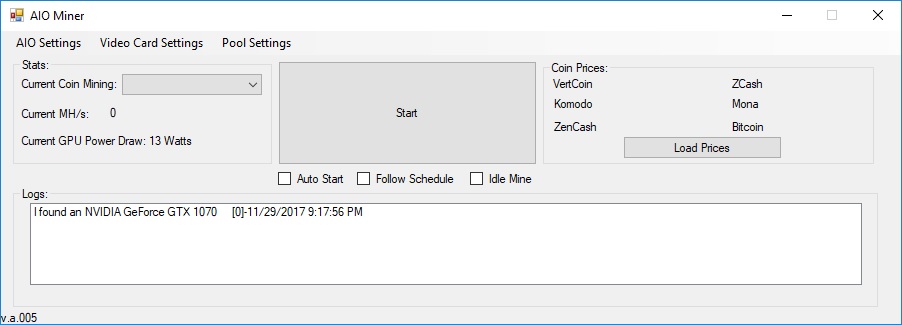 AIO Miner
AIO Settings Video Card Settings Pool Settings
Stats:
Current Coin Mining:
Current MH/s: 0
Current GPU Power Draw: 13 Watts
Start
Auto Start Follow Schedule Idle Mine
Coin Prices:
VertCoin ZCash
Komodo Mona
ZenCash Bitcoin
Load Prices
Logs:
I found an NVIDIA GeForce GTX 1070 [0]-11/29/2017 9:17:56 PM
v.a.005